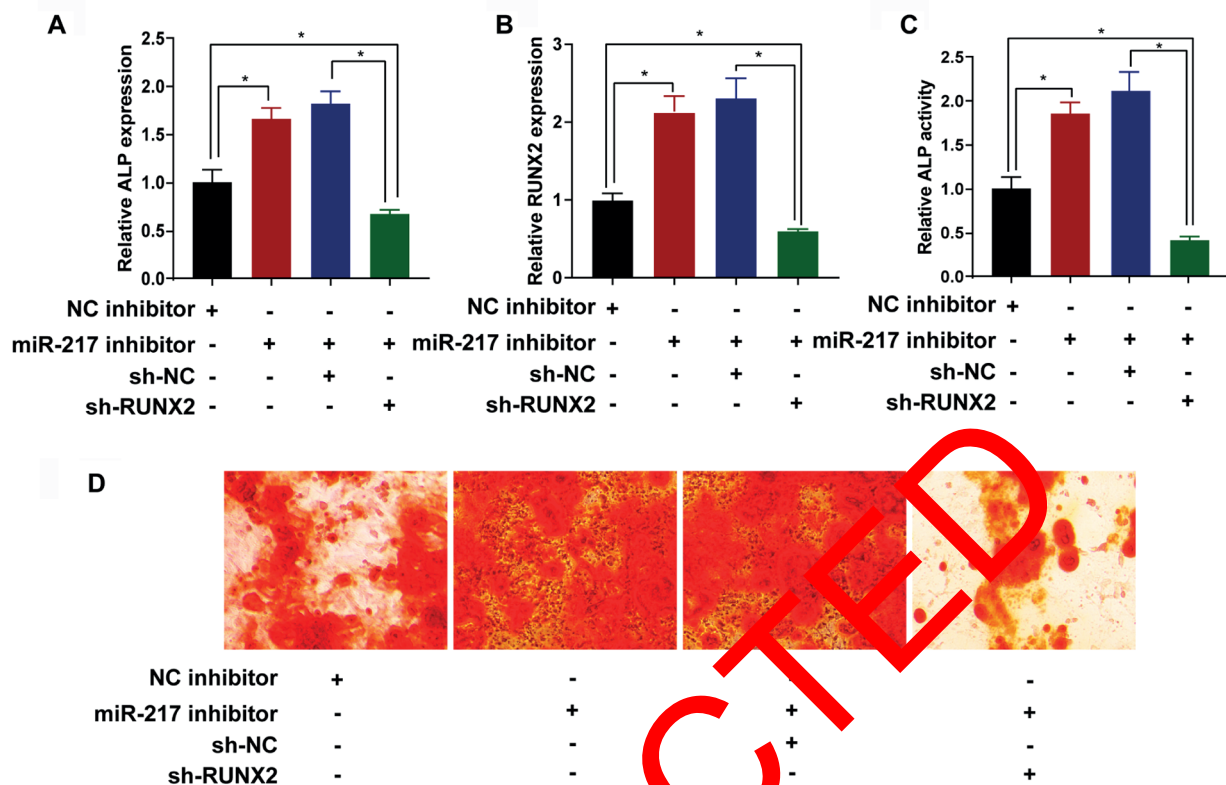 A B C
Relative ALP expression
2.5
2.0
1.5
1.0
0.5
0.0
* * *
Relative RUNX2 expression
3
2
1
0
* * *
Relative ALP activity
2.5
2.0
1.5
1.0
0.5
0.0
* * *
NC inhibitor + - - -
miR-217 inhibitor - + + +
sh-NC - - + -
sh-RUNX2 - - - +
NC inhibitor + - - -
miR-217 inhibitor - + + +
sh-NC - - + -
sh-RUNX2 - - - +
NC inhibitor + - - -
miR-217 inhibitor - + + +
sh-NC - - + -
sh-RUNX2 - - - +
D
NC inhibitor + - -
miR-217 inhibitor - + + +
sh-NC - - + -
sh-RUNX2 - - - +
CTED